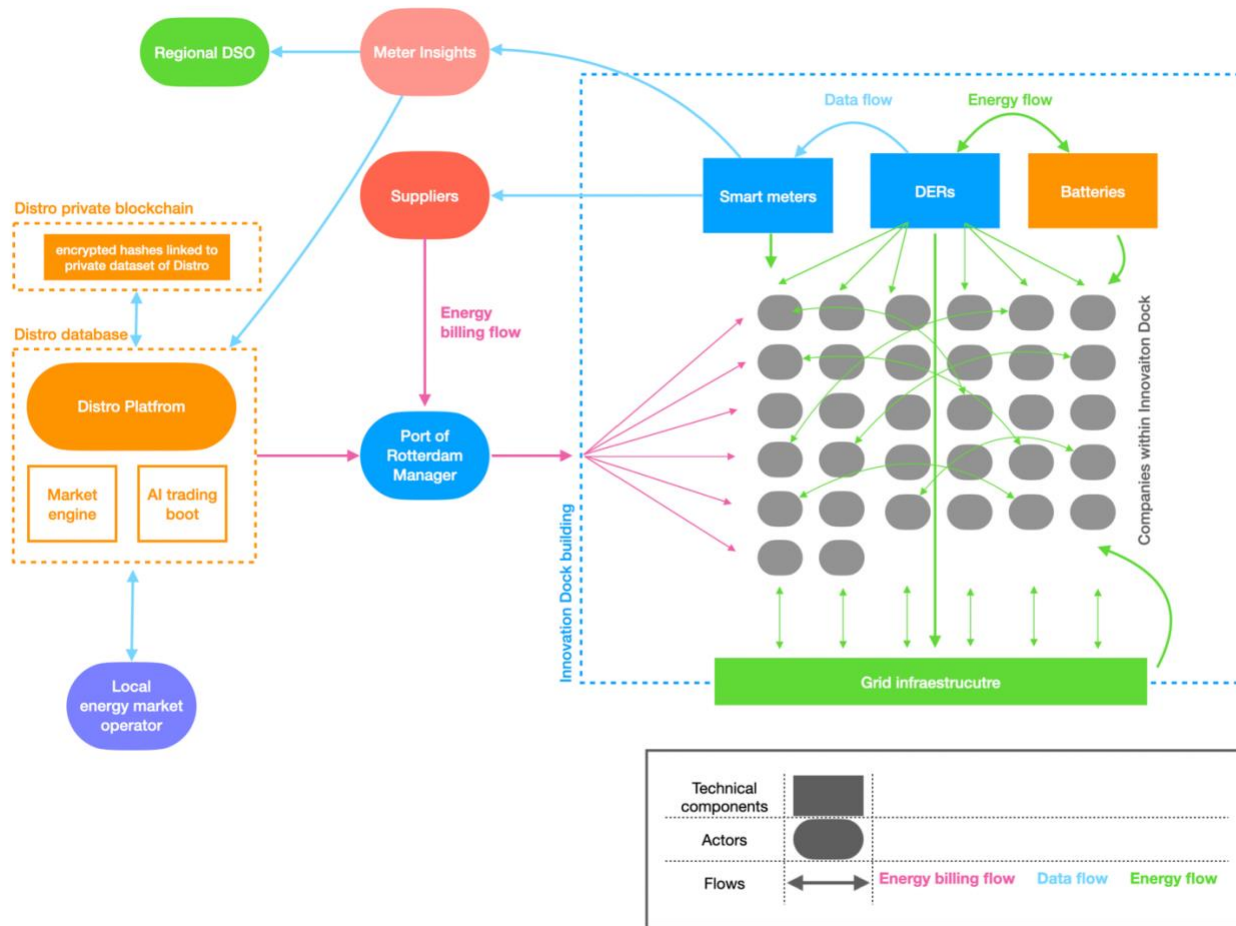 Regional DSO
Meter Insights
Data flow
Energy flow
Suppliers
Smart meters
DERs
Batteries
Distro private blockchain
encrypted hashes linked to
private dataset of Distro
Energy
billing flow
Distro database
Distro Platfrom
Market
engine
AI trading
boot
Port of
Rotterdam
Manager
Innovation Dock building
Companies within Innovaiton Dock
Local
energy market
operator
Grid infraestrucutre
Technical
components
Actors
Flows
Energy billing flow
Data flow
Energy flow